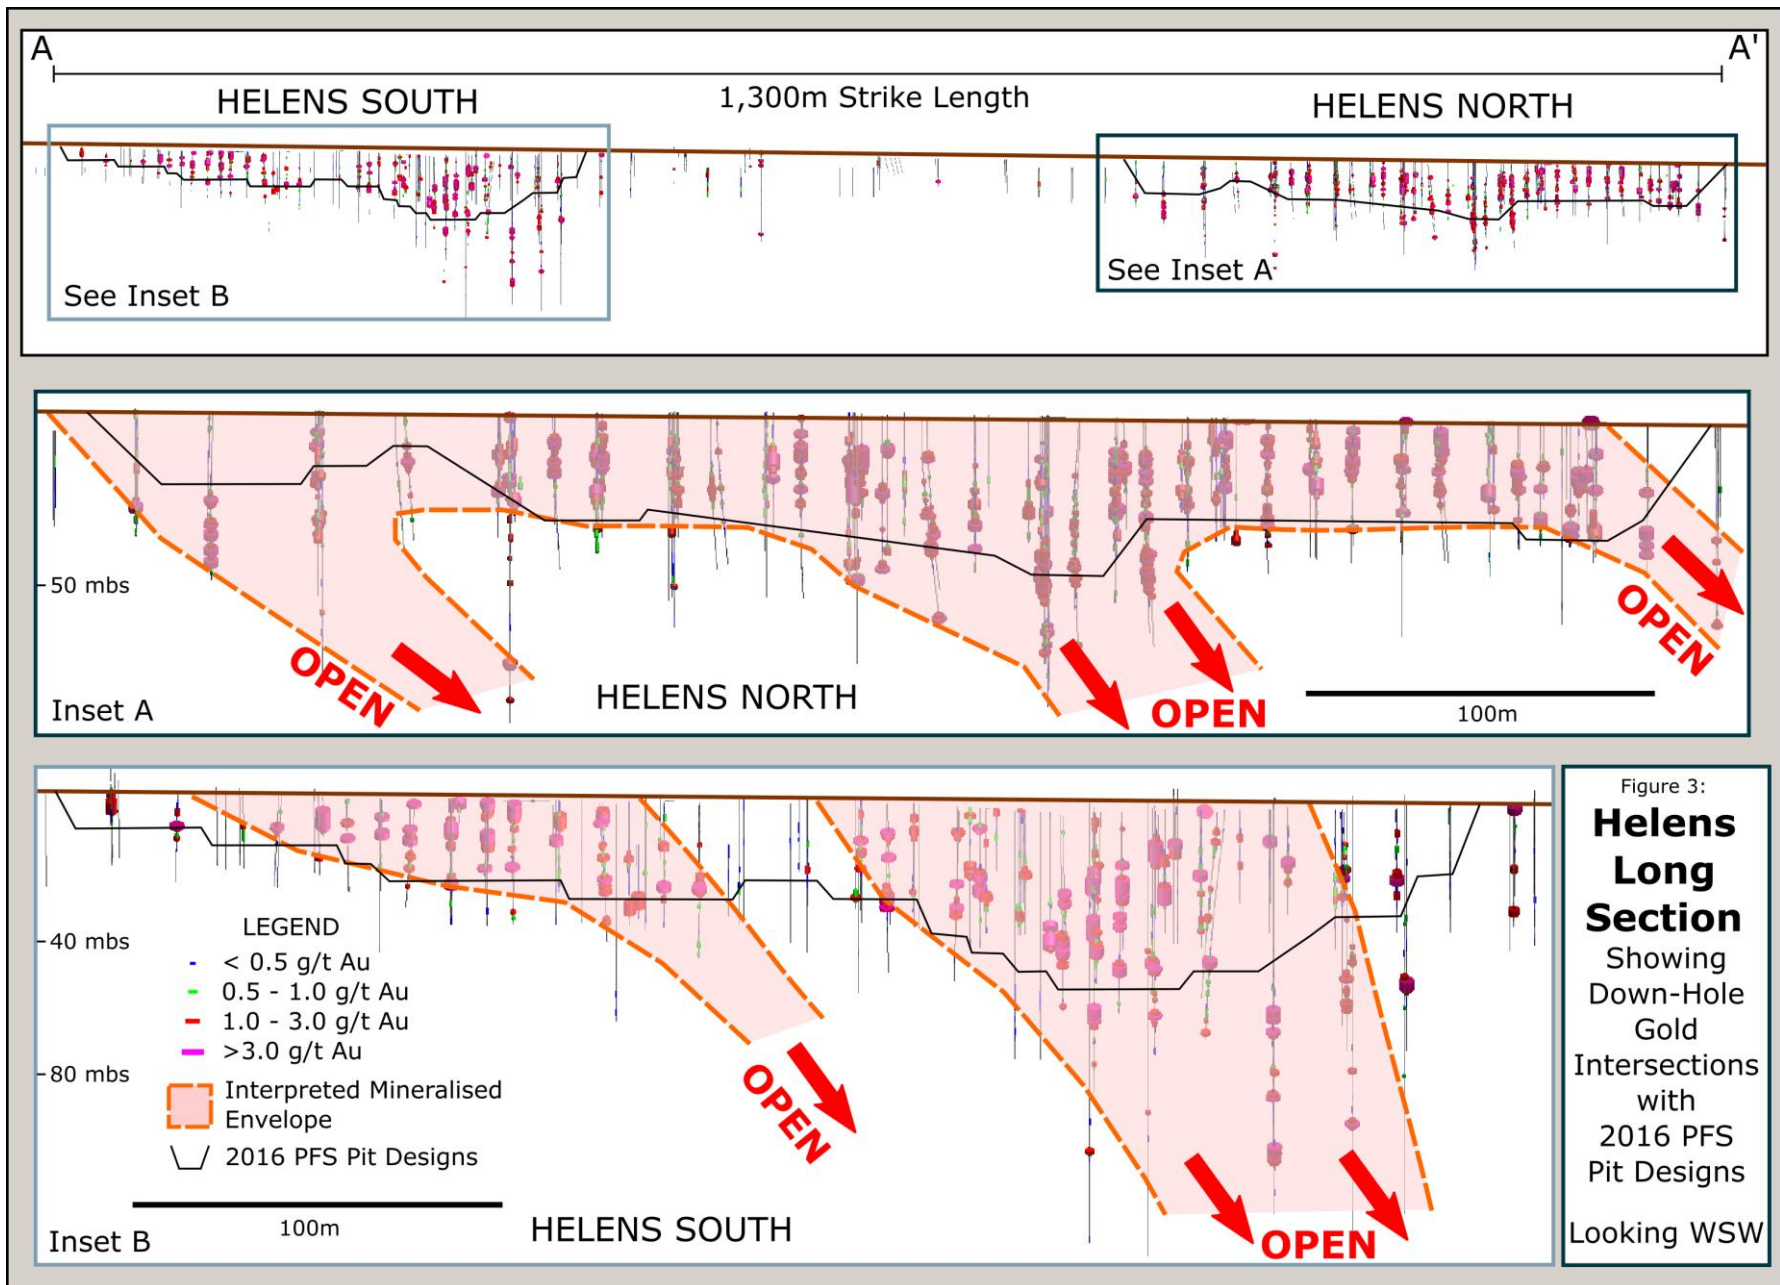 A
A'
HELENS SOUTH
1,300m Strike Length
HELENS NORTH
See Inset B
See Inset A
50 mbs
OPEN
OPEN
OPEN
HELENS NORTH
100m
Inset A
LEGEND
< 0.5 g/t Au
0.5 - 1.0 g/t Au
1.0 - 3.0 g/t Au
>3.0 g/t Au
Interpreted Mineralised
Envelope
2016 PFS Pit Designs
40 mbs
80 mbs
OPEN
OPEN
100m
HELENS SOUTH
Inset B
Figure 3:
Helens
Long
Section
Showing
Down-Hole
Gold
Intersections
with
2016 PFS
Pit Designs
Looking WSW